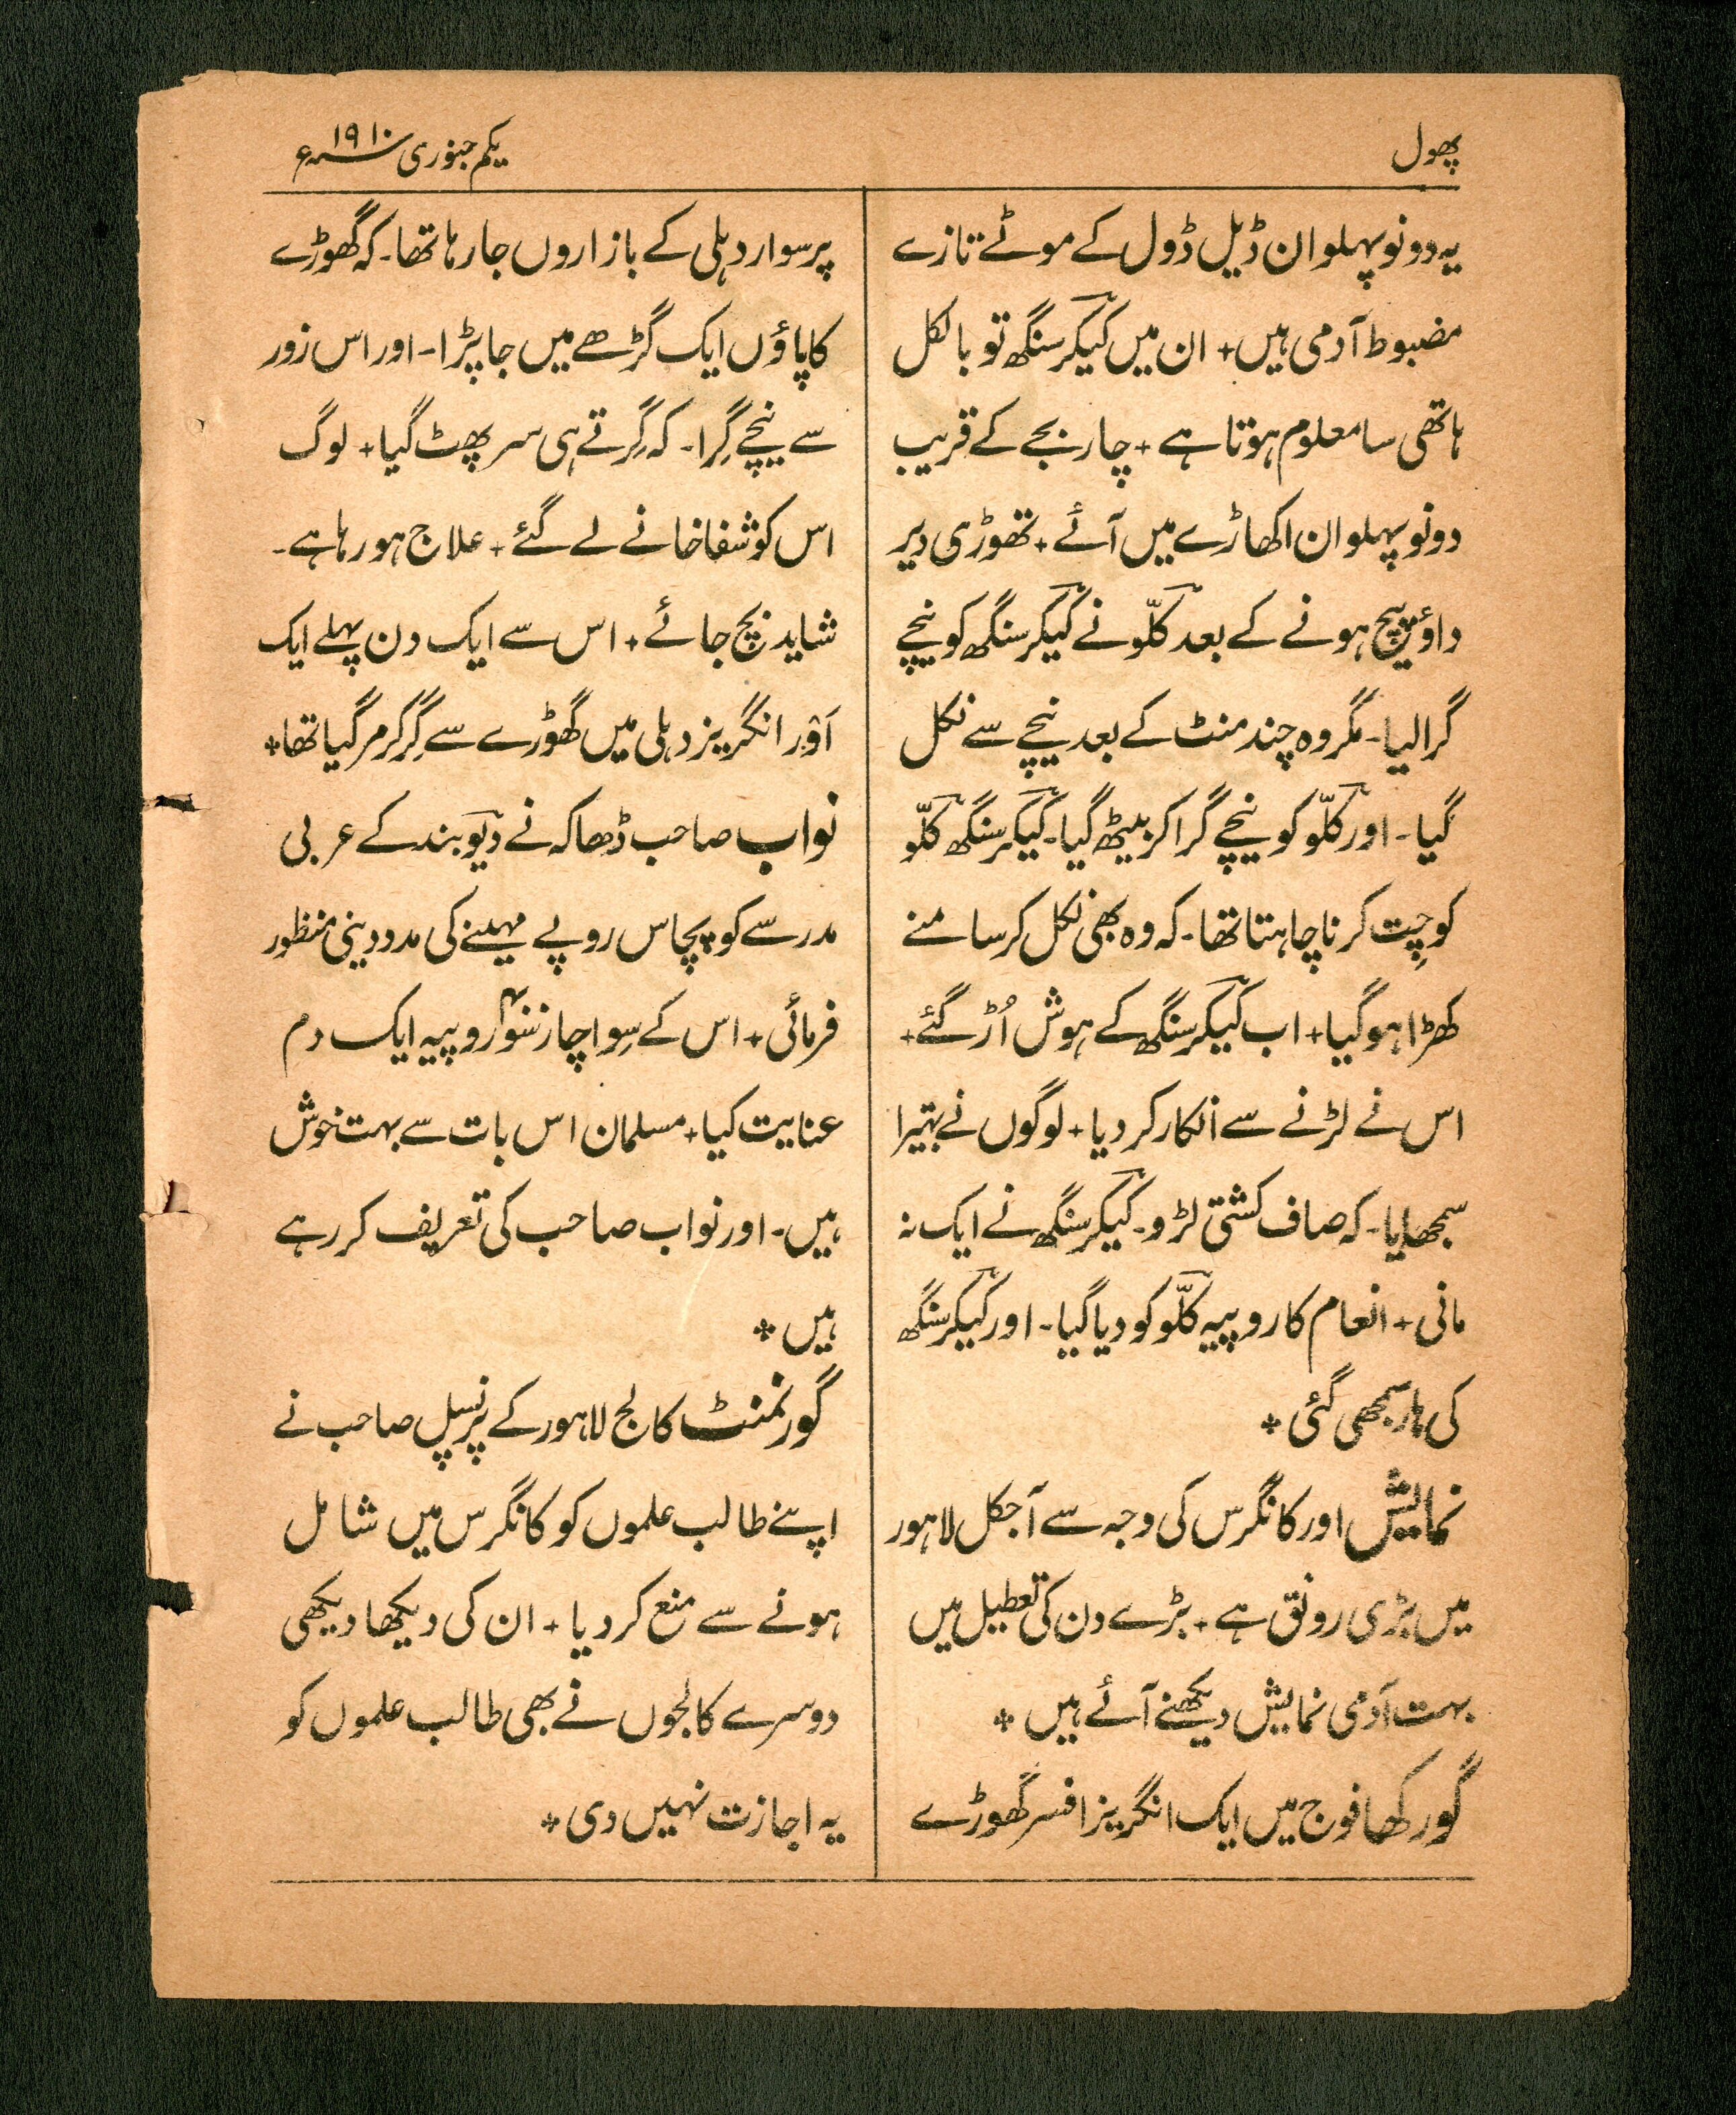 پھول
یکم جنوری سنہ ۱۹۱۰ء
یہ دونو پہلوان ڈیل ڈول کے موٹے تازے
مضبوط آدمی ہیں + ان میں کیکر سنگھ تو بالکل
ہاتھی سا معلوم ہوتا ہے + چار بجے کے قریب
دونو پہلوان اکھاڑے میں آئے + تھوڑی دیر
داؤ پیچ ہونے کے بعد کلّو نے کیکر سنگھ کو نیچے
گرا لیا۔ مگر وہ چند منٹ کے بعد نیچے سے نکل
گیا۔ اور کلّو کو نیچے گرا کر بیٹھ گیا۔ کیکر سنگھ کلّو
کو چِت کرنا چاہتا تھا۔ کہ وہ بھی نکل کر سامنے
کھڑا ہو گیا + اب کیکر سنگھ کے ہوش اُڑ گئے +
اس نے لڑنے سے انکار کر دیا + لوگوں نے بہتیرا
سمجھایا۔ کہ صاف کشتی لڑو۔ کیکر سنگھ نے ایک نہ
مانی + انعام کا روپیہ کلّو کو دیا گیا۔ اور کیکر سنگھ
کی ہار سمجھی گئی *
نمایش اور کانگرس کی وجہ سے آجکل لاہور
میں بڑی رونق ہے + بڑے دن کی تعطیل میں
بہت آدمی نمایش دیکھنے آئے ہیں *
گورکھا فوج میں ایک انگریز افسر گھوڑے
پر سوار دہلی کے بازاروں جا رہا تھا۔ کہ گھوڑے
کا پاؤں ایک گڑھے میں جا پڑا۔ اور اس زور
سے نیچے گِرا۔ کہ گِرتے ہی سر پھٹ گیا + لوگ
اس کو شفاخانے لے گئے + علاج ہو رہا ہے۔
شاید بچ جائے + اس سے ایک دن پہلے ایک
اَور انگریز دہلی میں گھوڑے سے گِر کر مر گیا تھا *
نواب صاحب ڈھاکہ نے دیوبند کے عربی
مدرسے کو پچاس روپے مہینے کی مدد دینی منظور
فرمائی + اس کے سِوا چار سَو روپیہ ایک دم
عنایت کیا + مسلمان اس بات سے بہت خوش
ہیں۔ اور نواب صاحب کی تعریف کر رہے
ہیں *
گورنمنٹ کالج لاہور کے پرنسپل صاحب نے
اپنے طالب علموں کو کانگرس میں شامل
ہونے سے منع کر دیا + ان کی دیکھا دیکھی
دوسرے کالجوں نے بھی طالب علموں کو
یہ اجازت نہیں دی *